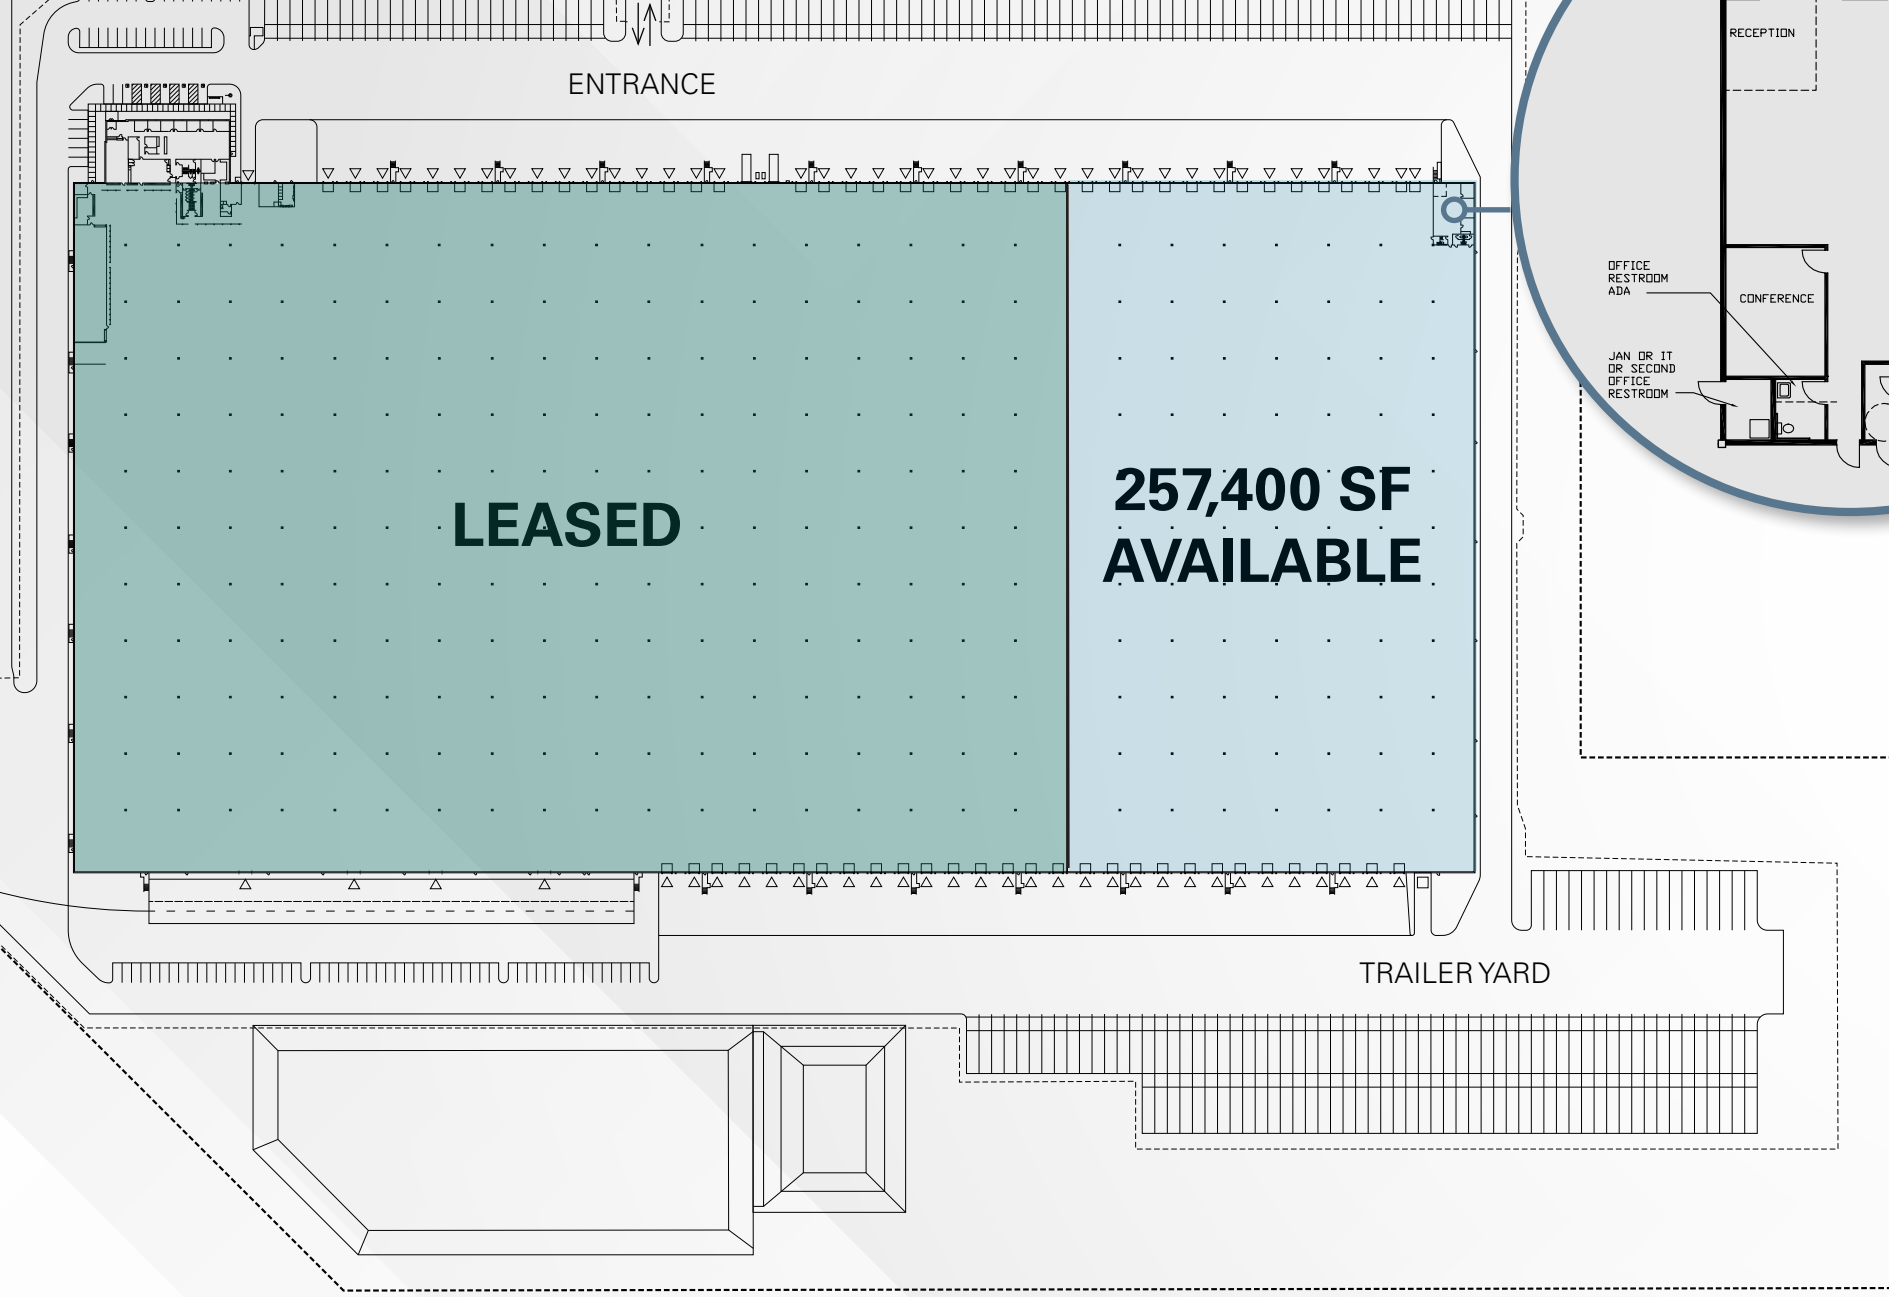 ENTRANCE
RECEPTION
OFFICE
RESTROOM
ADA
CONFERENCE
JAN OR IT
OR SECOND
OFFICE
RESTROOM
LEASED
257,400 SF
AVAILABLE
TRAILER YARD